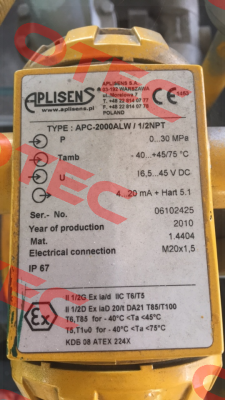 APLISENS
www.aplisens.pl
APLISENS S.A.
03-192 WARSZAWA
ul.Morelowa 7
POLAND
CE 1453
TYPE : APC-2000ALW / 1/2NPT
P 0...30 MPa
Tamb - 40...+45/75 °C
U 16,5...45 V DC
4...20 mA + Hart 5.1
Ser.- No. 06102425
Year of production 2010
Mat. 1.4404
Electrical connection M20x1,5
IP 67
II 1/2G Ex ia/d IIC T6/T5
II 1/2D Ex iaD 20/t DA21 T85/T100
T6,T85 for - 40°C <Ta <45°C
T5,T100 for - 40°C <Ta <75°C
KDB 08 ATEX 224X